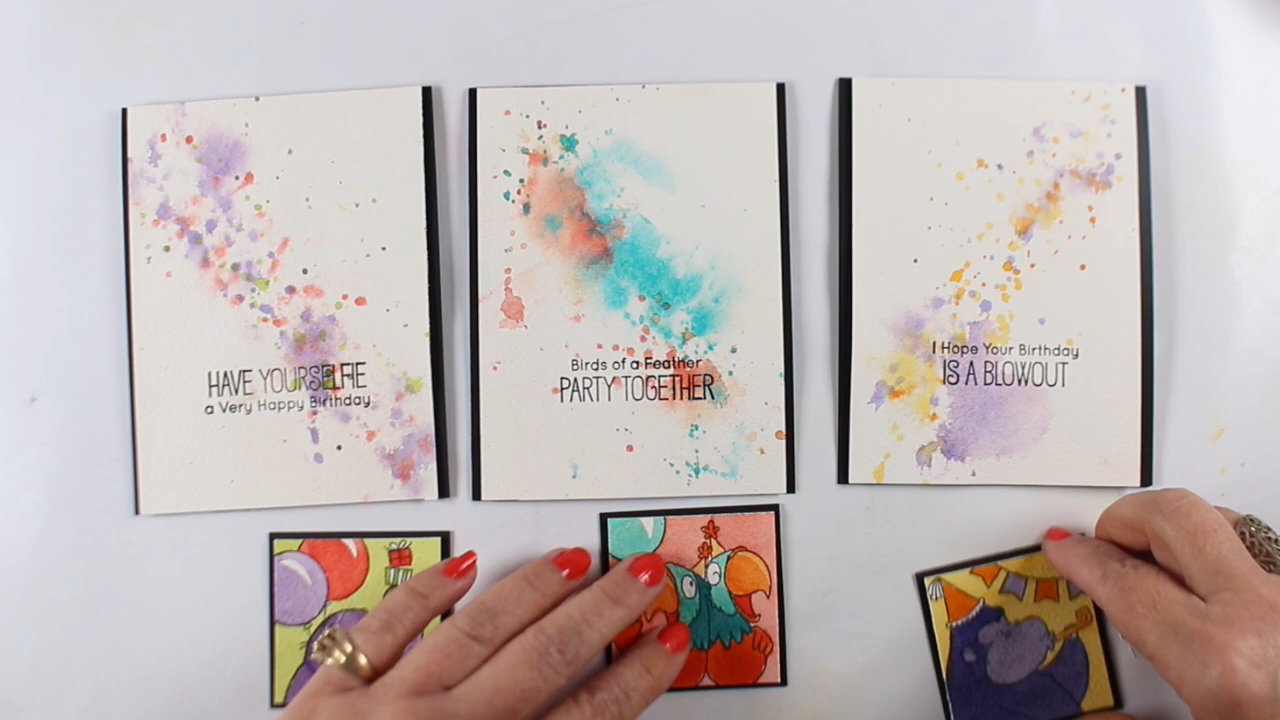 HAVE YOURSELFIE
a Very Happy Birthday
Birds of a Feather
PARTY TOGETHER
I Hope Your Birthday
IS A BLOWOUT